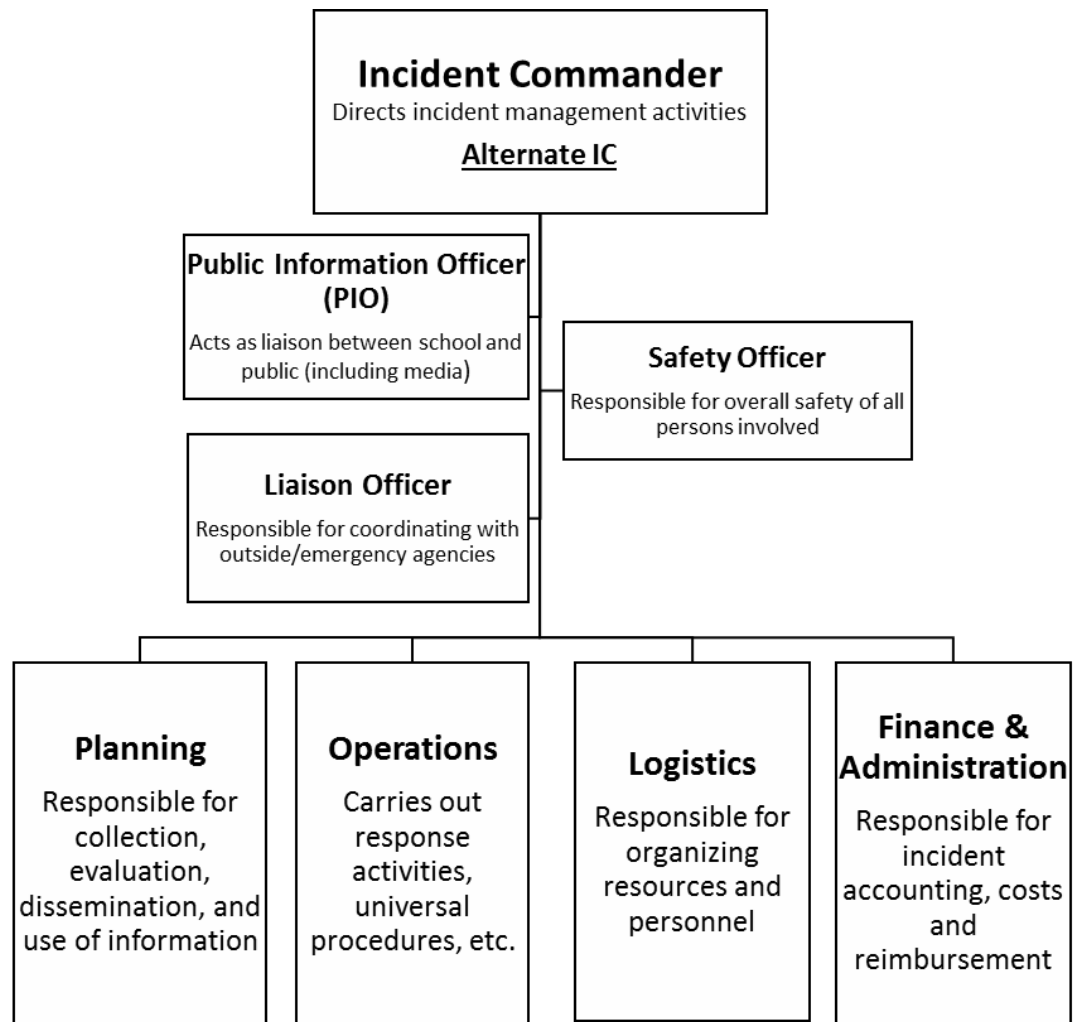 Incident Commander
Directs incident management activities
Alternate IC
Public Information Officer
(PIO)
Acts as liaison between school and
public (including media)
Safety Officer
Responsible for overall safety of all
persons involved
Liaison Officer
Responsible for coordinating with
outside/emergency agencies
Planning
Responsible for
collection,
evaluation,
dissemination, and
use of information
Operations
Carries out
response
activities,
universal
procedures, etc.
Logistics
Responsible for
organizing
resources and
personnel
Finance &
Administration
Responsible for
incident
accounting, costs
and
reimbursement